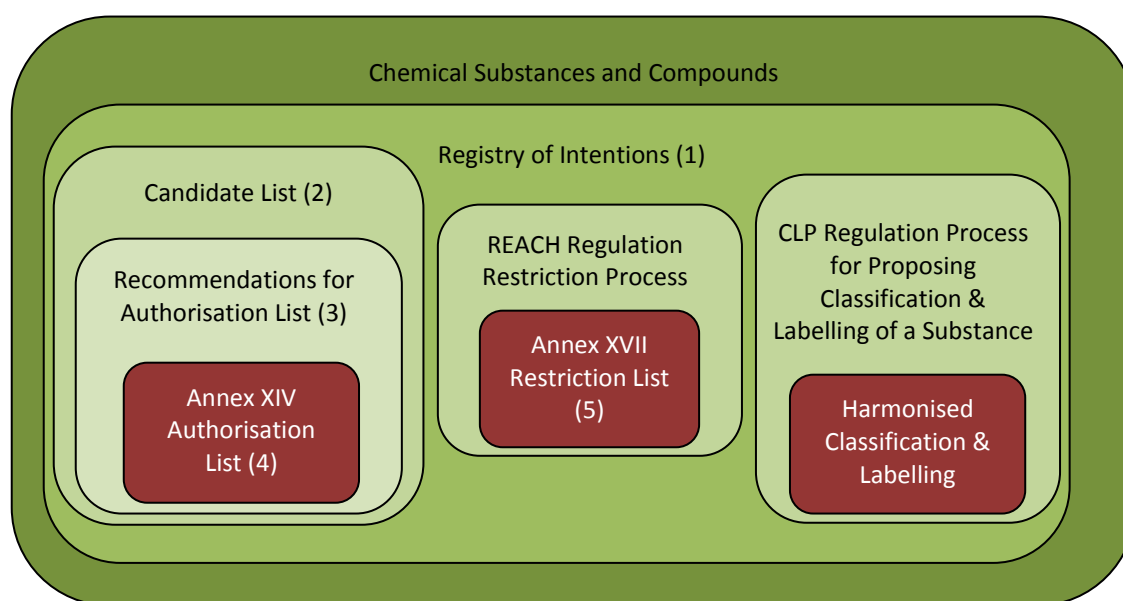 Chemical Substances and Compounds
Registry of Intentions (1)
Candidate List (2)
Recommendations for
Authorisation List (3)
Annex XIV
Authorisation
List (4)
REACH Regulation
Restriction Process
Annex XVII
Restriction List
(5)
CLP Regulation Process
for Proposing
Classification &
Labelling of a Substance
Harmonised
Classification &
Labelling